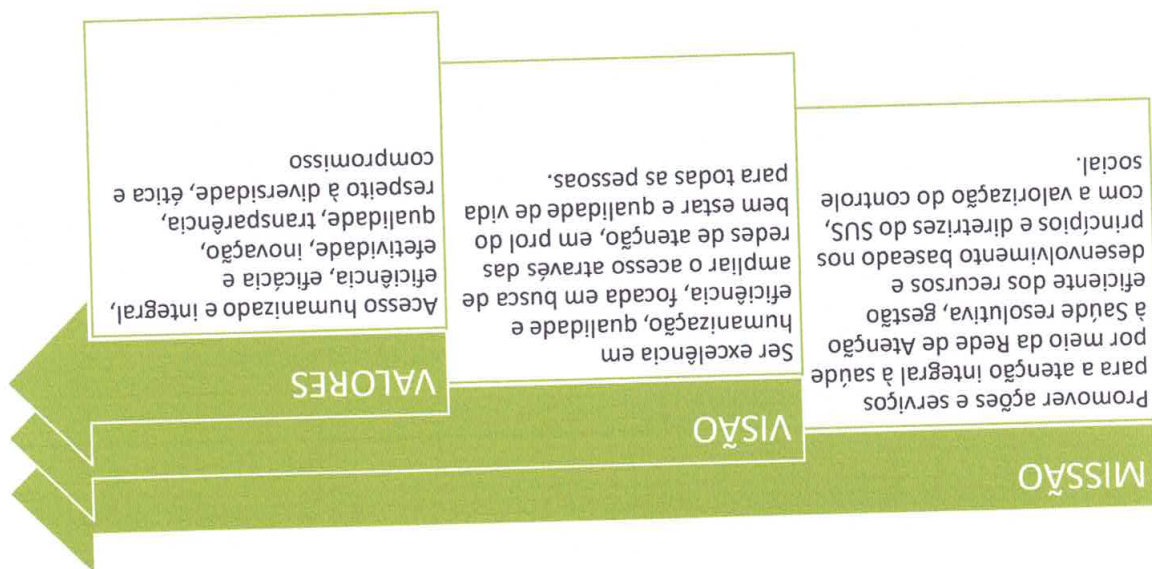 MISSÃO
Promover ações e serviços
para a atenção integral à saúde
por meio da Rede de Atenção
à Saúde resolutiva, gestão
eficiente dos recursos e
desenvolvimento baseado nos
princípios e diretrizes do SUS,
com a valorização do controle
social.
VISÃO
Ser excelência em
humanização, qualidade e
eficiência, focada em busca de
ampliar o acesso através das
redes de atenção, em prol do
bem estar e qualidade de vida
para todas as pessoas.
VALORES
Acesso humanizado e integral,
eficiência, eficácia e
efetividade, inovação,
qualidade, transparência,
respeito à diversidade, ética e
compromisso